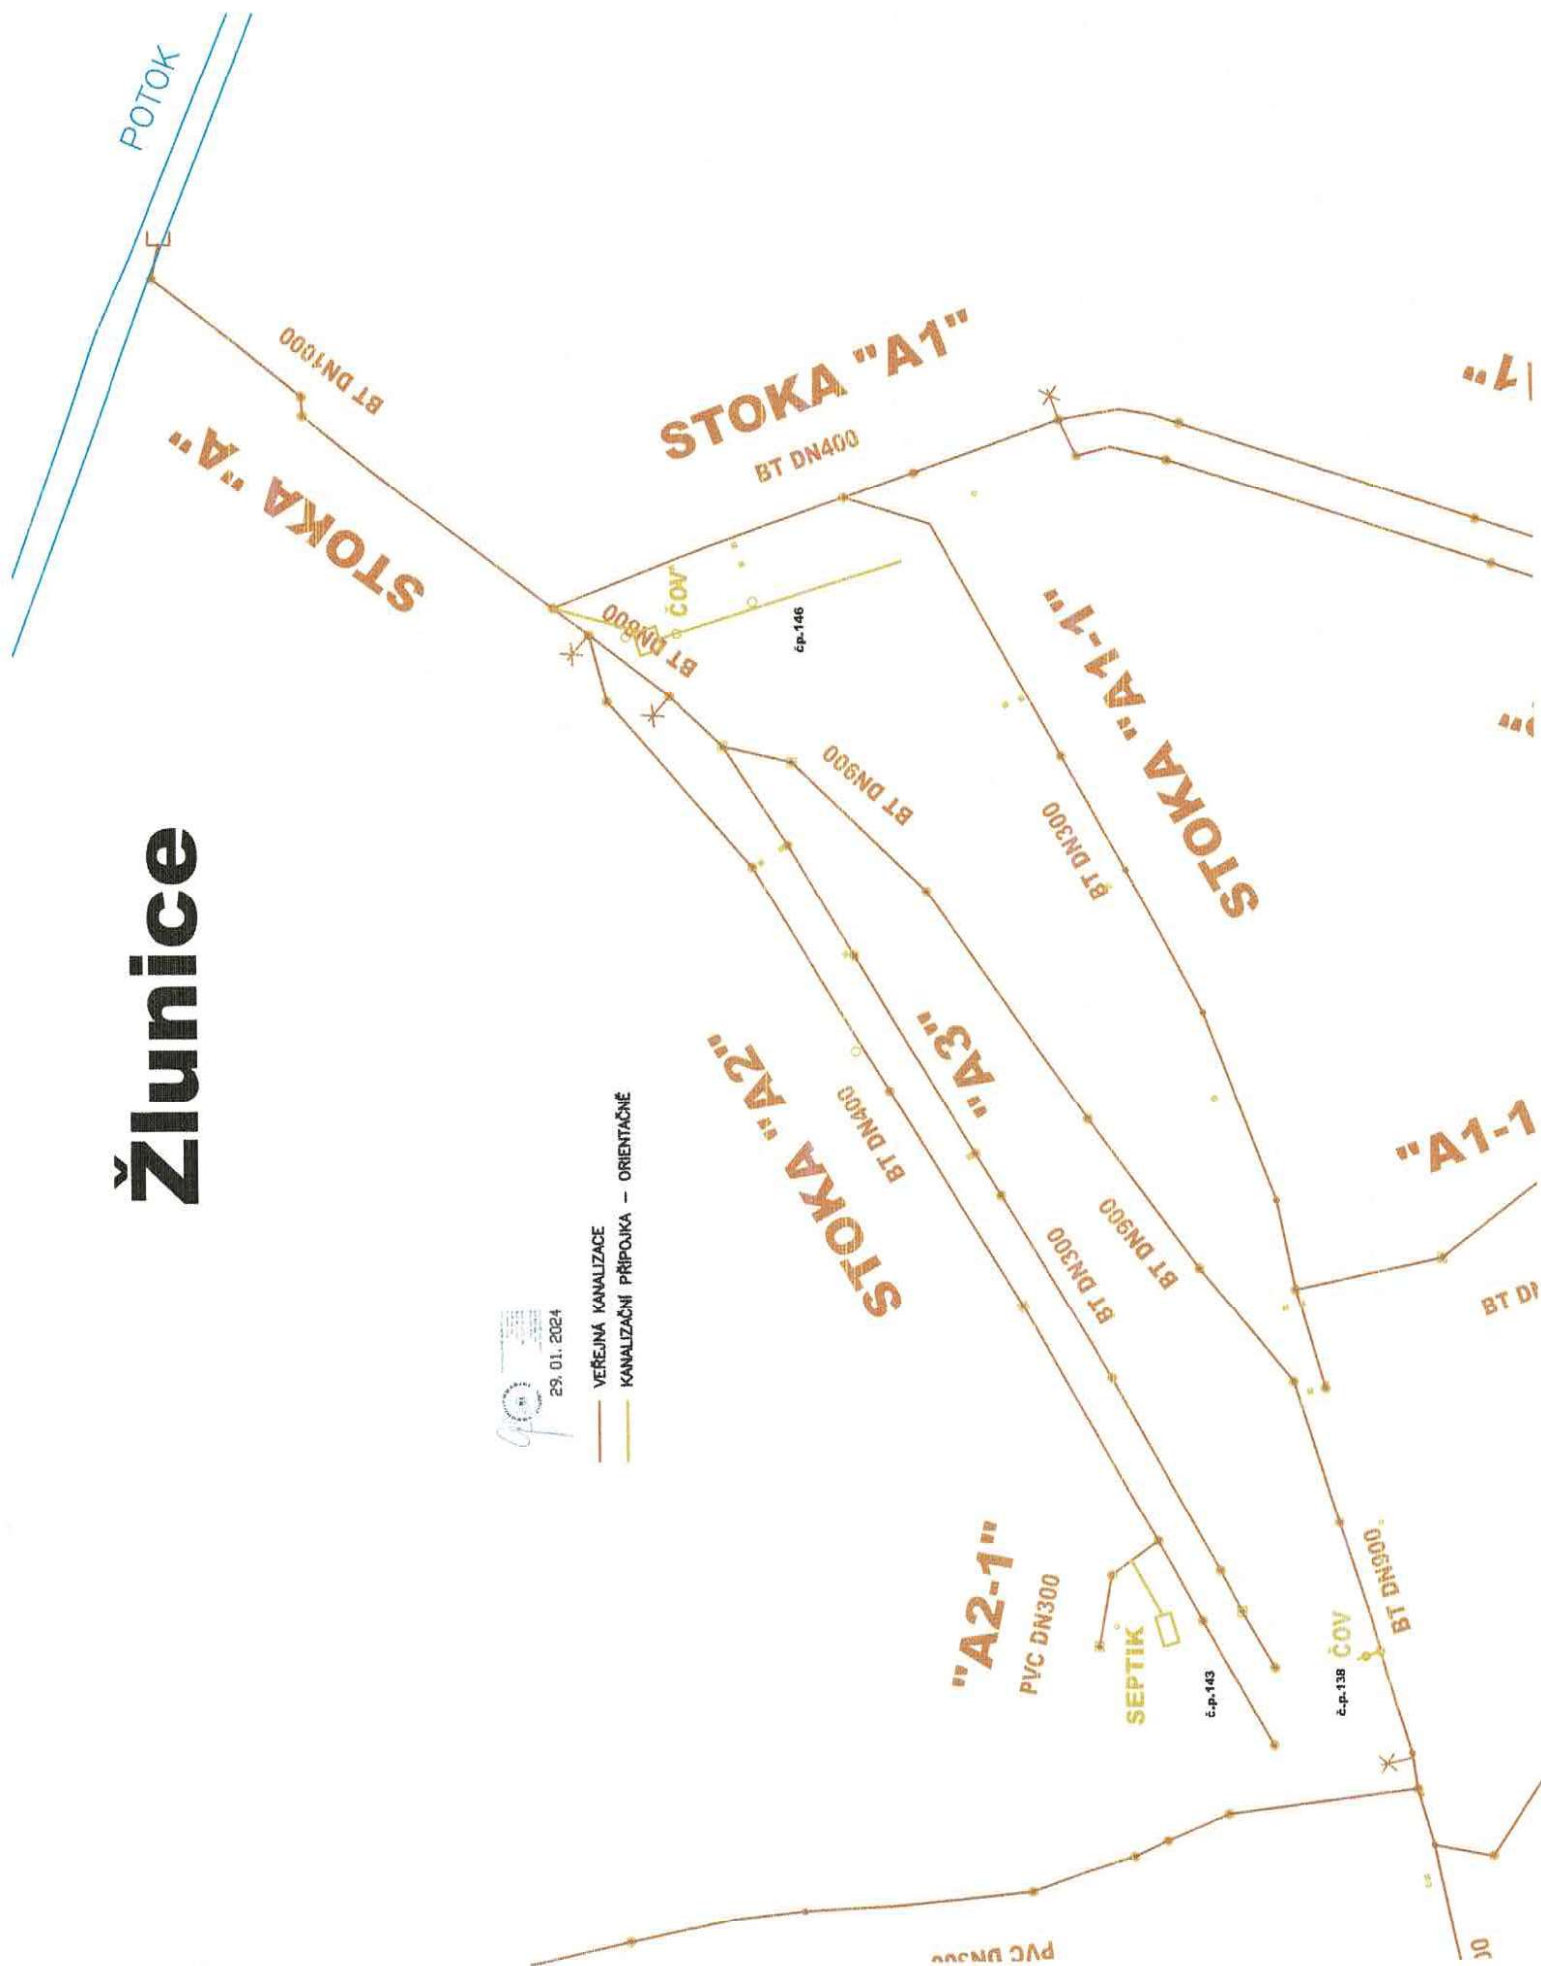 Žlunice
POTOK
BT DN1000
STOKA "A"
STOKA "A1"
BT DN400
BT DN800
ČOV
čp.146
BT DN900
STOKA "A1-1"
BT DN300
STOKA "A2"
BT DN400
"A3"
BT DN300
BT DN900
"A1-1
29. 01. 2024
VEŘEJNÁ KANALIZACE
KANALIZAČNÍ PŘÍPOJKA – ORIENTAČNĚ
"A2-1"
PVC DN300
SEPTIK
č.p.143
č.p.138
ČOV
BT DN900
PVC DN300